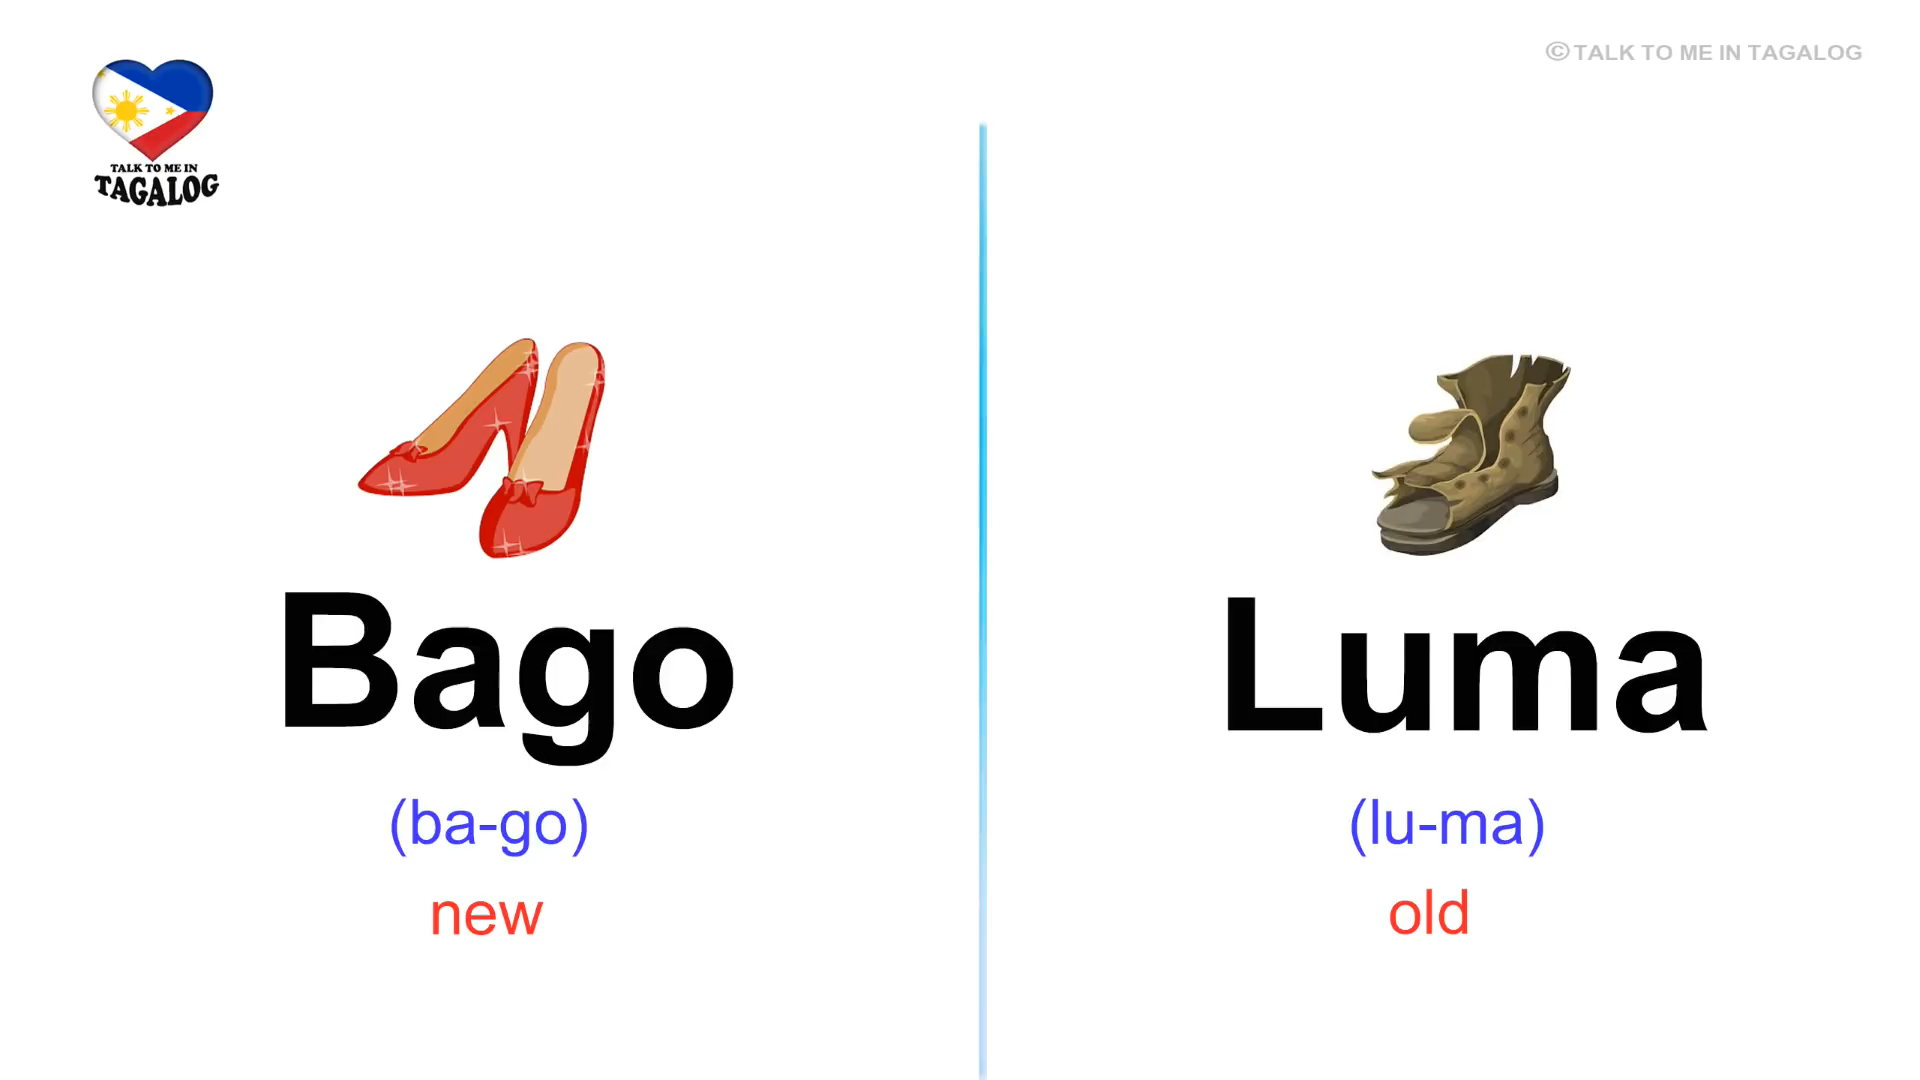 TALK TO ME IN
TAGALOG
©TALK TO ME IN TAGALOG
Bago
(ba-go)
new
Luma
(lu-ma)
old